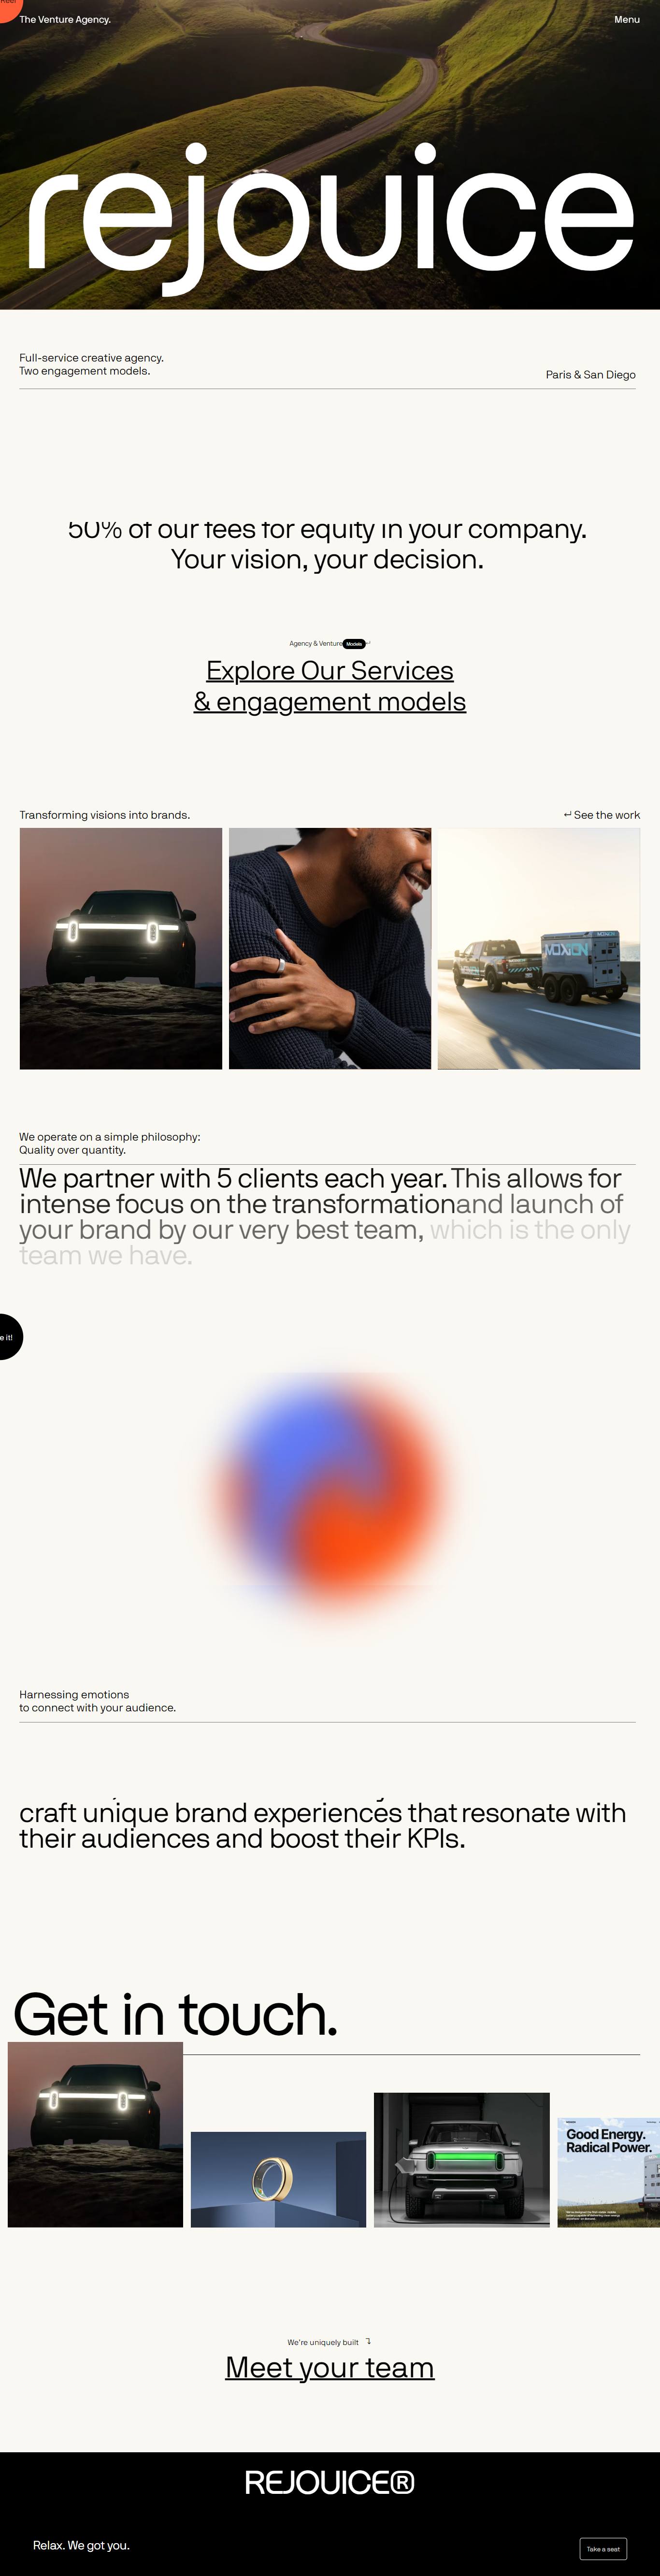 Reel
The Venture Agency.
Menu
rejouice
Full-service creative agency.
Two engagement models.
Paris & San Diego
50% of our fees for equity in your company.
Your vision, your decision.
Agency & Venture Models
Explore Our Services
& engagement models
Transforming visions into brands.
See the work
MOXION
MOXION
We operate on a simple philosophy:
Quality over quantity.
We partner with 5 clients each year. This allows for
intense focus on the transformationand launch of
your brand by our very best team, which is the only
team we have.
e it!
Harnessing emotions
to connect with your audience.
craft unique brand experiences that resonate with
their audiences and boost their KPIs.
Get in touch.
Good Energy.
Radical Power.
We're uniquely built
Meet your team
REJOUICE®
Relax. We got you.
Take a seat